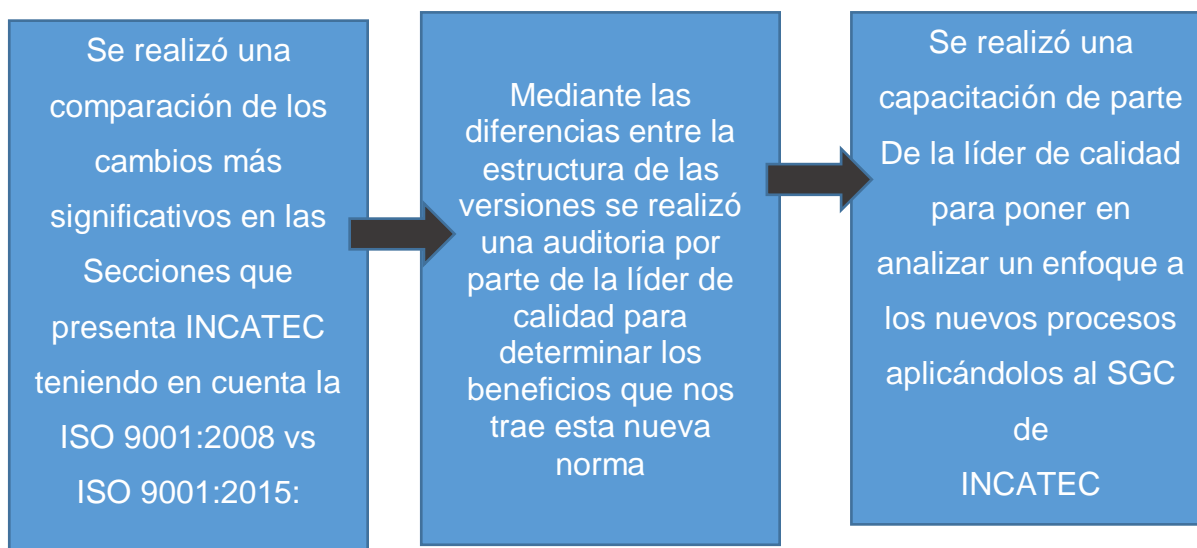 Se realizó una
comparación de los
cambios más
significativos en las
Secciones que
presenta INCATEC
teniendo en cuenta la
ISO 9001:2008 vs
ISO 9001:2015:
Mediante las
diferencias entre la
estructura de las
versiones se realizó
una auditoria por
parte de la líder de
calidad para
determinar los
beneficios que nos
trae esta nueva
norma
Se realizó una
capacitación de parte
De la líder de calidad
para poner en
analizar un enfoque a
los nuevos procesos
aplicándolos al SGC
de
INCATEC